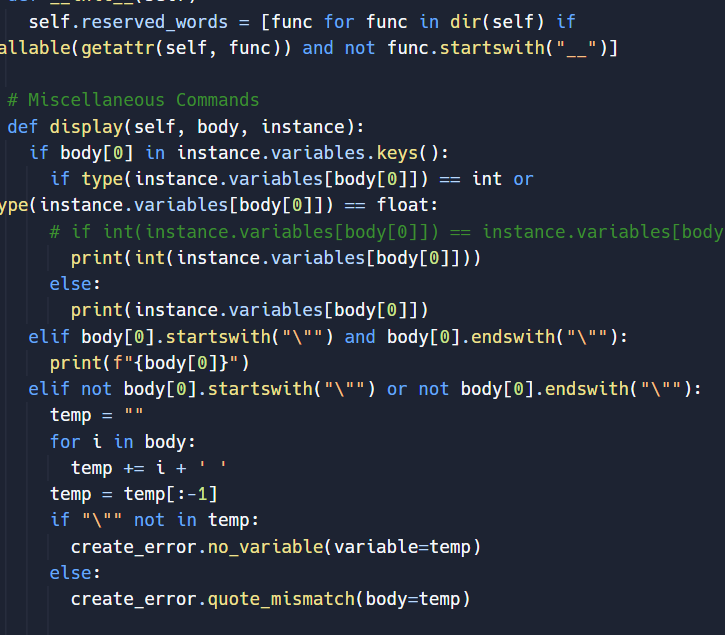 self.reserved_words = [func for func in dir(self) if
allable(getattr(self, func)) and not func.startswith("__")]
# Miscellaneous Commands
def display(self, body, instance):
if body[0] in instance.variables.keys():
if type(instance.variables[body[0]]) == int or
ype(instance.variables[body[0]]) == float:
# if int(instance.variables[body[0]]) == instance.variables[body
print(int(instance.variables[body[0]]))
else:
print(instance.variables[body[0]])
elif body[0].startswith("\"") and body[0].endswith("\""):
print(f"{body[0]}")
elif not body[0].startswith("\"") or not body[0].endswith("\""):
temp = ""
for i in body:
temp += i + ' '
temp = temp[:-1]
if "\"" not in temp:
create_error.no_variable(variable=temp)
else:
create_error.quote_mismatch(body=temp)